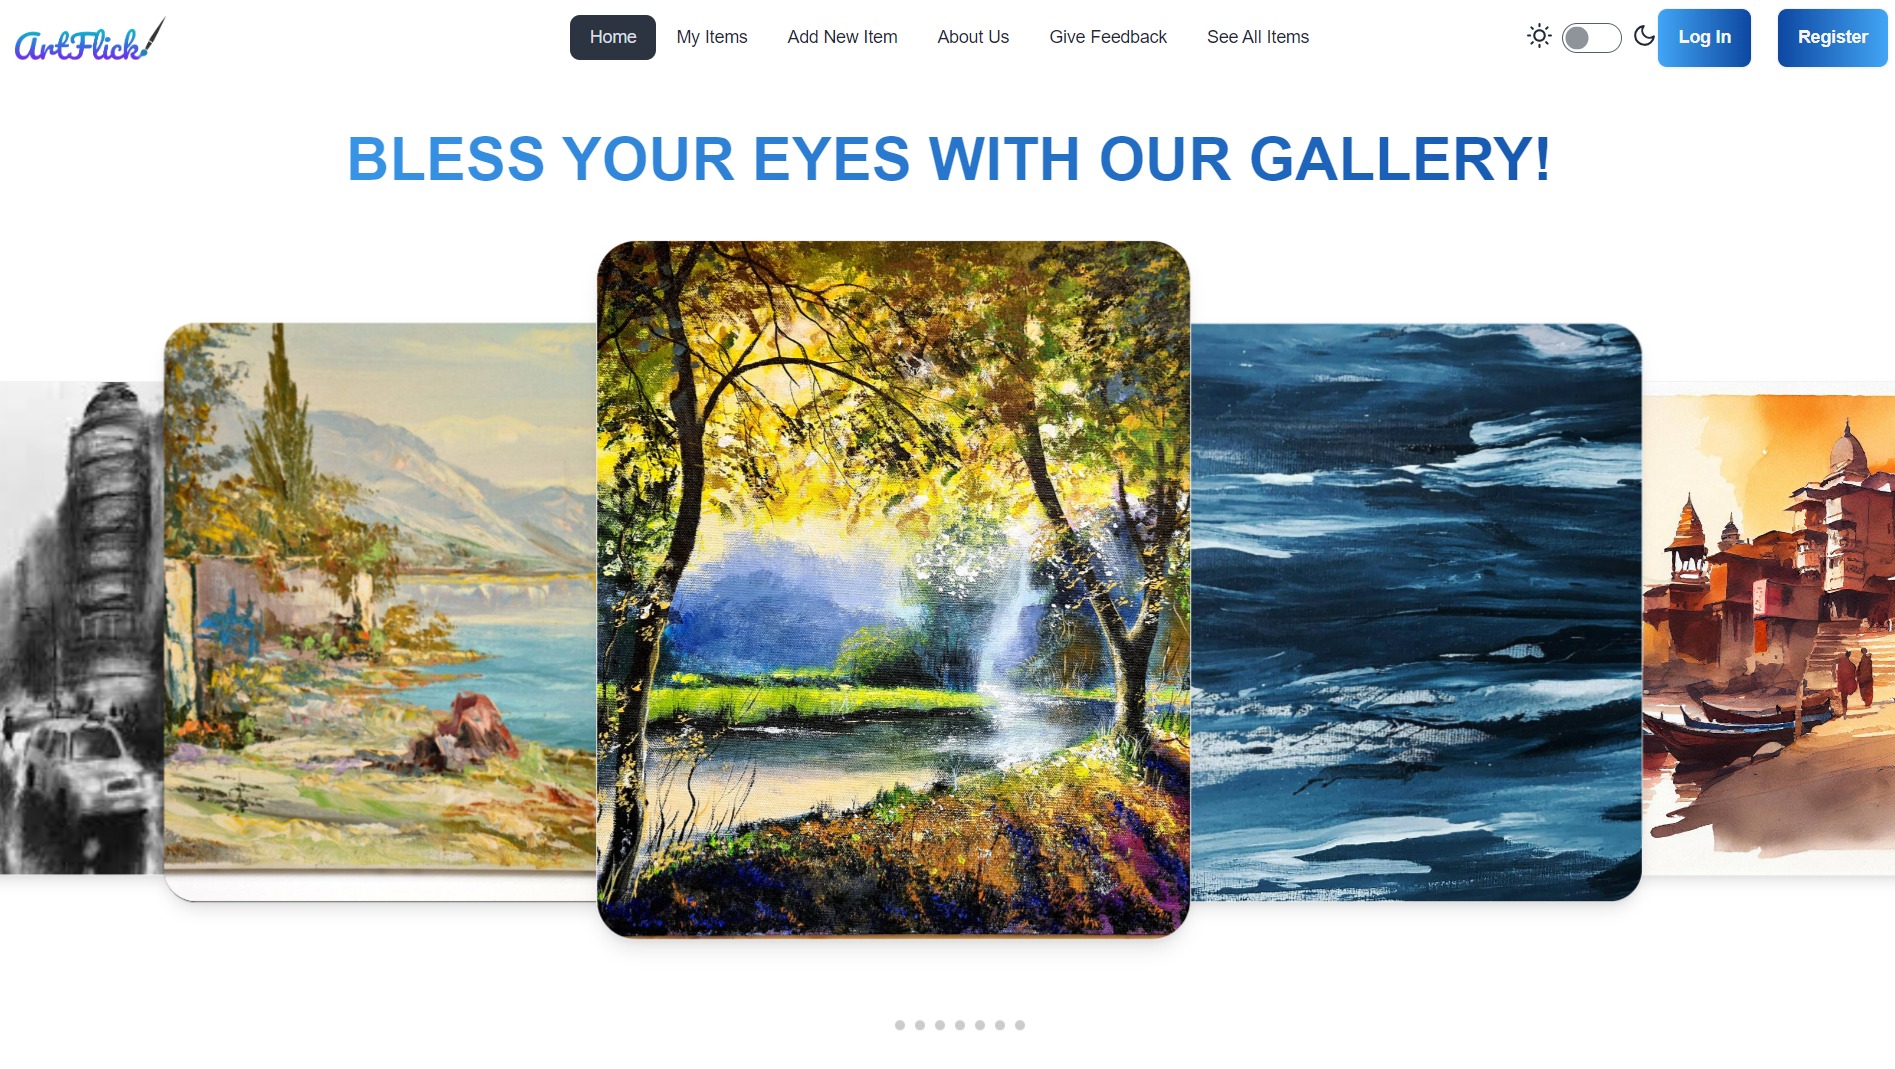 ArtFlick
Home My Items Add New Item About Us Give Feedback See All Items Log In Register
BLESS YOUR EYES WITH OUR GALLERY!